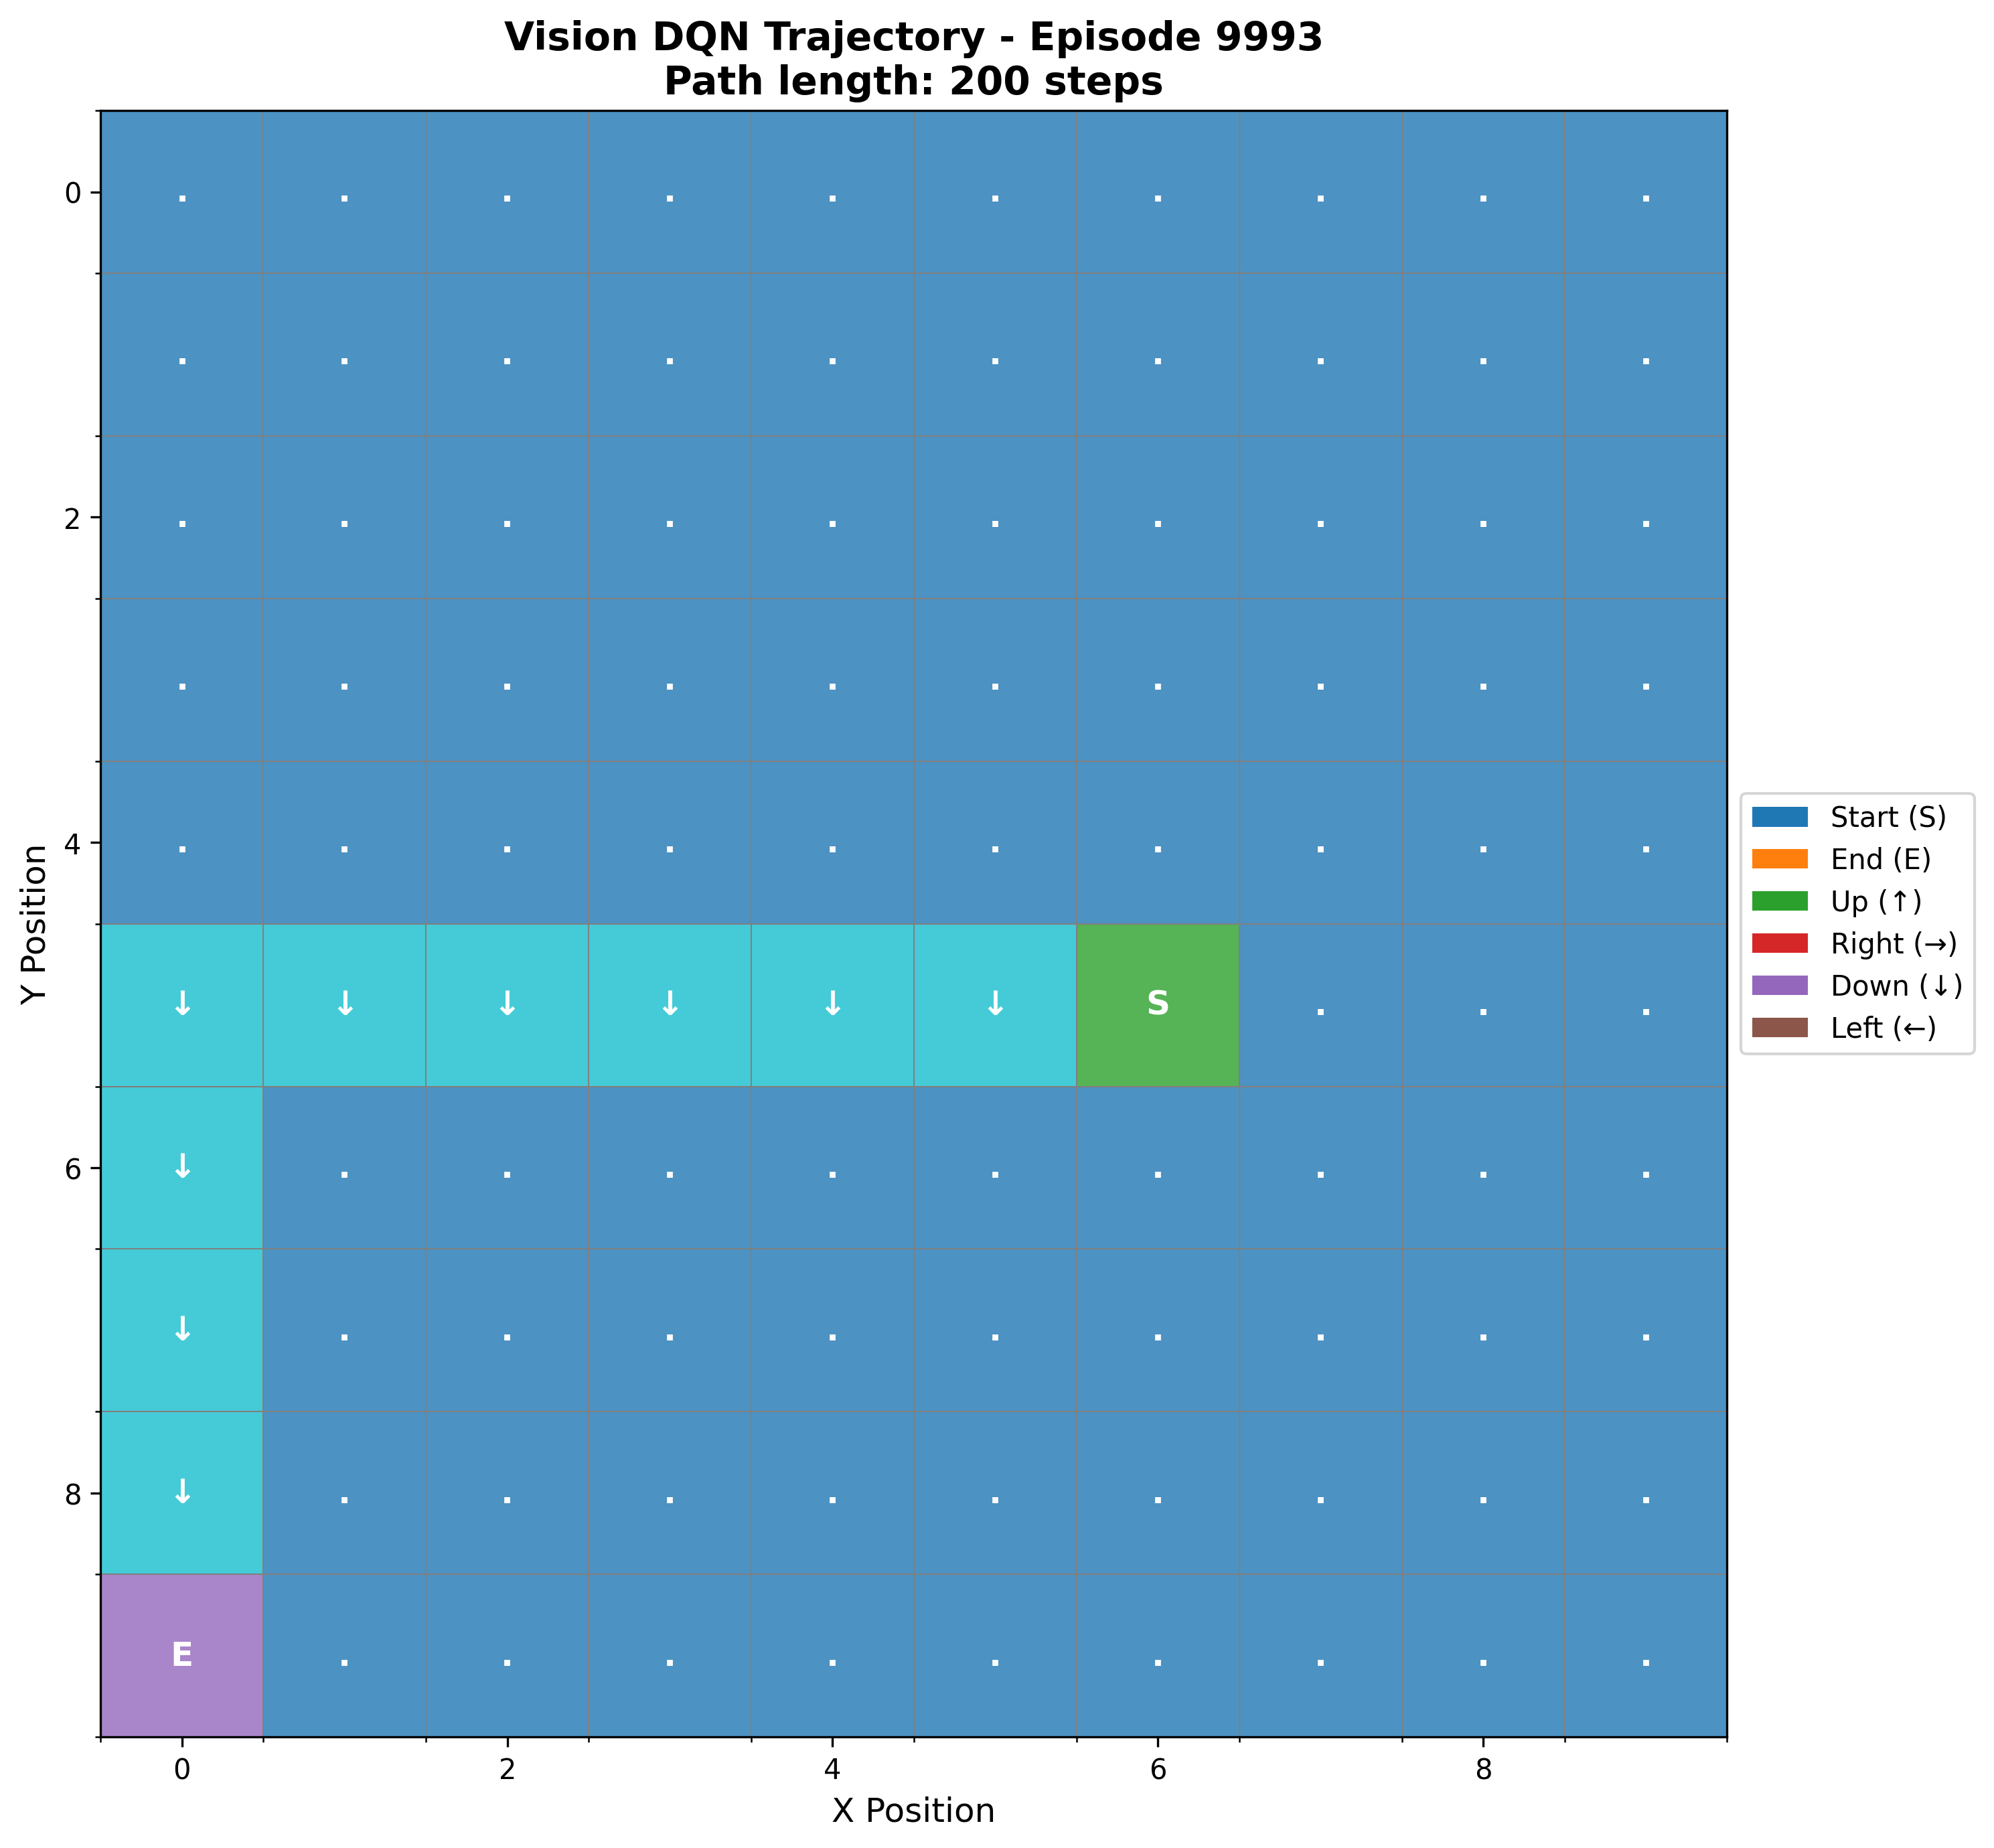 Vision DQN Trajectory - Episode 9993
Path length: 200 steps
0 . . . . . . . . . .
. . . . . . . . . .
2 . . . . . . . . . .
. . . . . . . . . .
4 . . . . . . . . . .
↓ ↓ ↓ ↓ ↓ ↓ S . . .
6 ↓ . . . . . . . . .
↓ . . . . . . . . .
8 ↓ . . . . . . . . .
E . . . . . . . . .
0 2 4 6 8
X Position
Y Position
Start (S)
End (E)
Up (↑)
Right (→)
Down (↓)
Left (←)